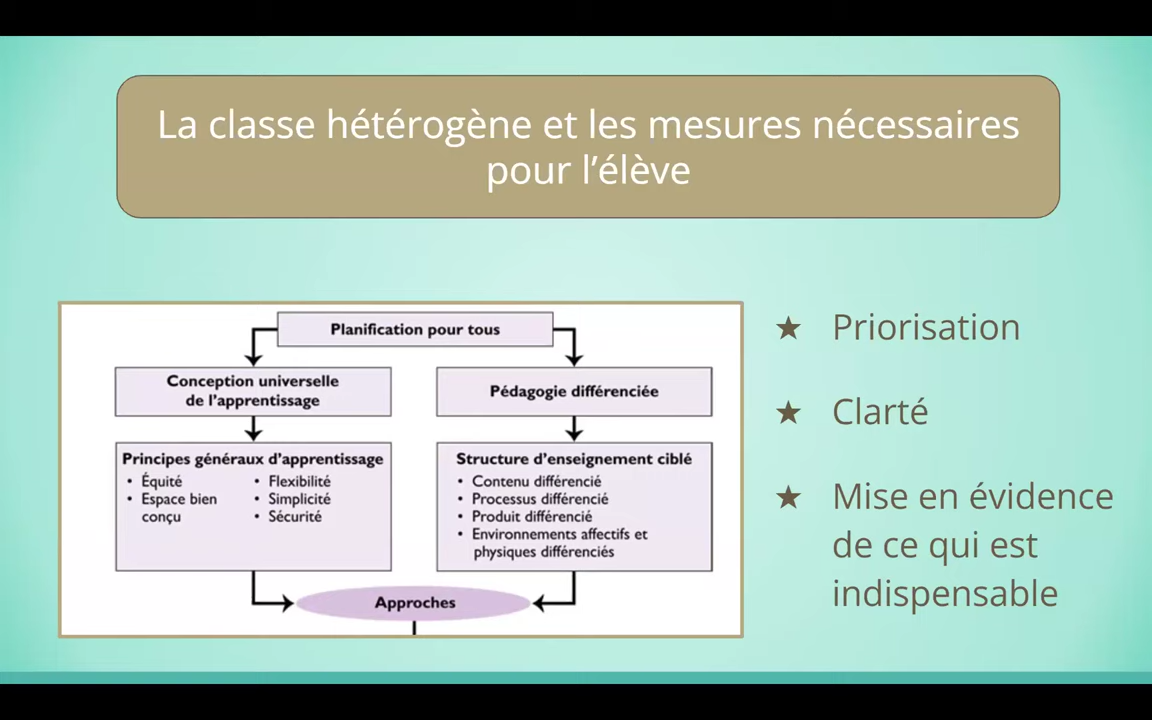 La classe hétérogène et les mesures nécessaires
pour l'élève
Planification pour tous
Conception universelle
de l'apprentissage
Pédagogie différenciée
Principes généraux d'apprentissage
• Équité
• Espace bien
conçu
• Flexibilité
• Simplicité
• Sécurité
Structure d'enseignement ciblé
• Contenu différencié
• Processus différencié
• Produit différencié
• Environnements affectifs et
physiques différenciés
Approches
★ Priorisation
★ Clarté
★ Mise en évidence
de ce qui est
indispensable